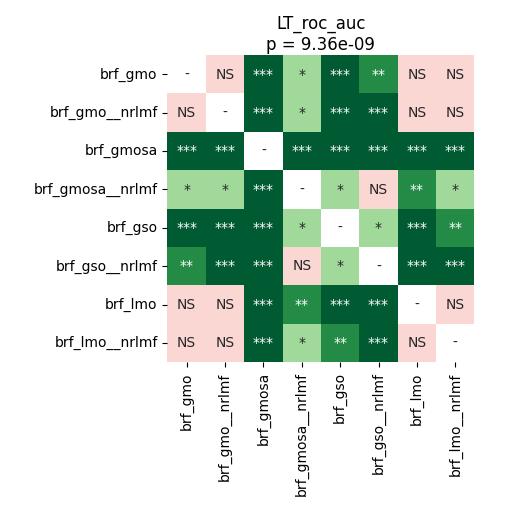 LT_roc_auc
p = 9.36e-09
brf_gmo - NS *** * *** ** NS NS
brf_gmo__nrlmf NS - *** * *** *** NS NS
brf_gmosa *** *** - *** *** *** *** ***
brf_gmosa__nrlmf * * *** - * NS ** *
brf_gso *** *** *** * - * *** **
brf_gso__nrlmf ** *** *** NS * - *** ***
brf_lmo NS NS *** ** *** *** - NS
brf_lmo__nrlmf NS NS *** * ** *** NS -
brf_gmo
brf_gmo__nrlmf
brf_gmosa
brf_gmosa__nrlmf
brf_gso
brf_gso__nrlmf
brf_lmo
brf_lmo__nrlmf